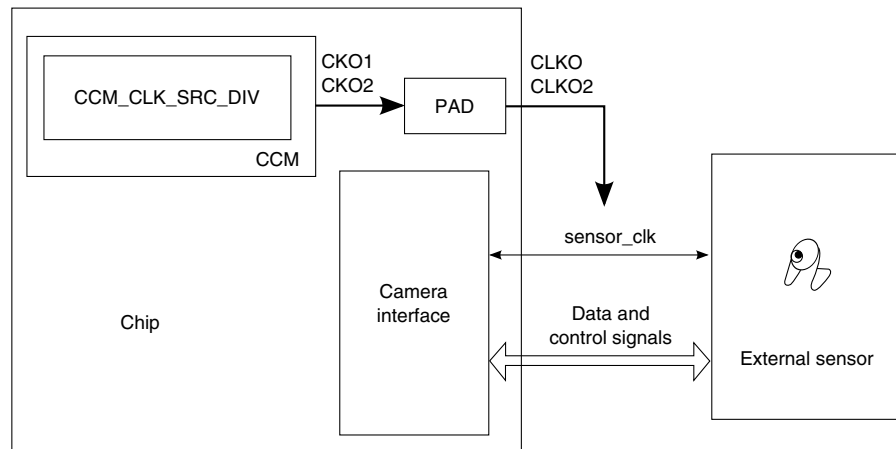 CKO1
CKO2
CLKO
CLKO2
CCM_CLK_SRC_DIV
PAD
CCM
sensor_clk
Camera
interface
Data and
control signals
Chip
External sensor